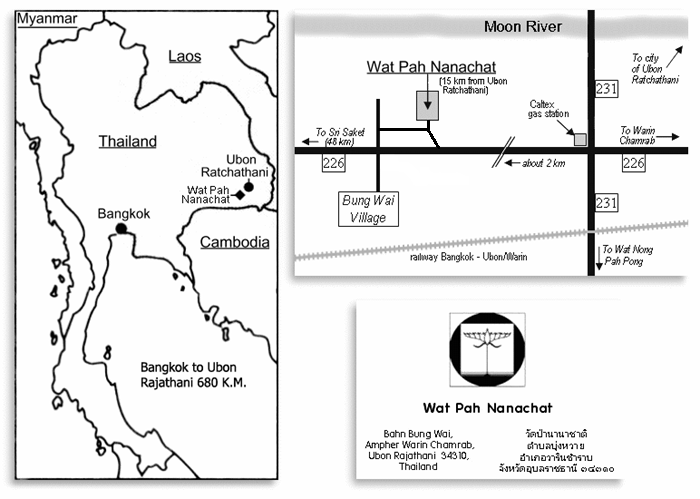 Myanmar
Laos
Thailand
Ubon
Ratchathani
Wat Pah
Nanachat
Bangkok
Cambodia
Bangkok to Ubon
Rajathani 680 K.M.
Moon River
Wat Pah Nanachat
(15 km from Ubon
Ratchathani)
To city
of Ubon
Ratchathani
231
Caltex
gas station
To Sri Saket
(48 km)
226
To Warin
Chamrab
226
about 2 km
Bung Wai
Village
231
railway Bangkok - Ubon/Warin
To Wat Nong
Pah Pong
Wat Pah Nanachat
Bahn Bung Wai,
Ampher Warin Chamrab,
Ubon Rajathani 34310,
Thailand
วัดป่านานาชาติ
ตำบลบุ่งหวาย
อำเภอวารินชำราบ
จังหวัดอุบลราชธานี ๓๔๓๑๐